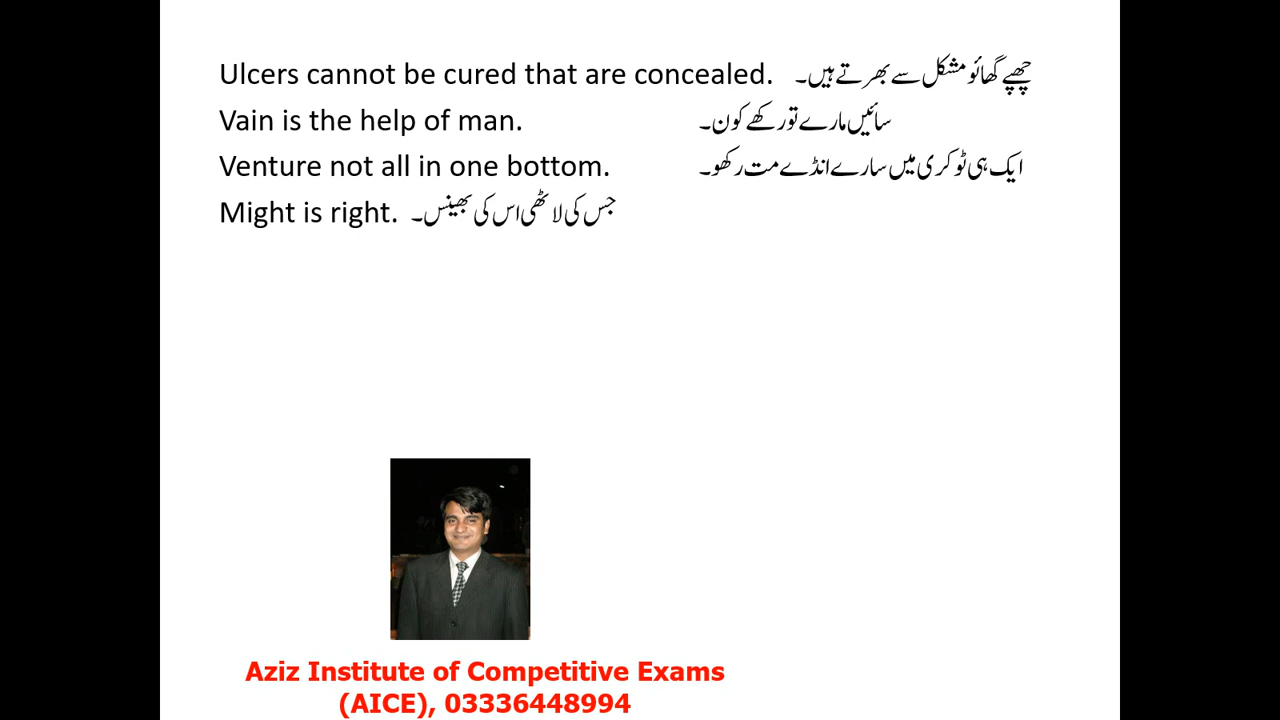 Ulcers cannot be cured that are concealed. چھپے گھائو مشکل سے بھرتے ہیں۔
Vain is the help of man. سائیں مارے تو رکھے کون۔
Venture not all in one bottom. ایک ہی ٹوکری میں سارے انڈے مت رکھو۔
Might is right. جس کی لاٹھی اس کی بھینس۔
Aziz Institute of Competitive Exams
(AICE), 03336448994